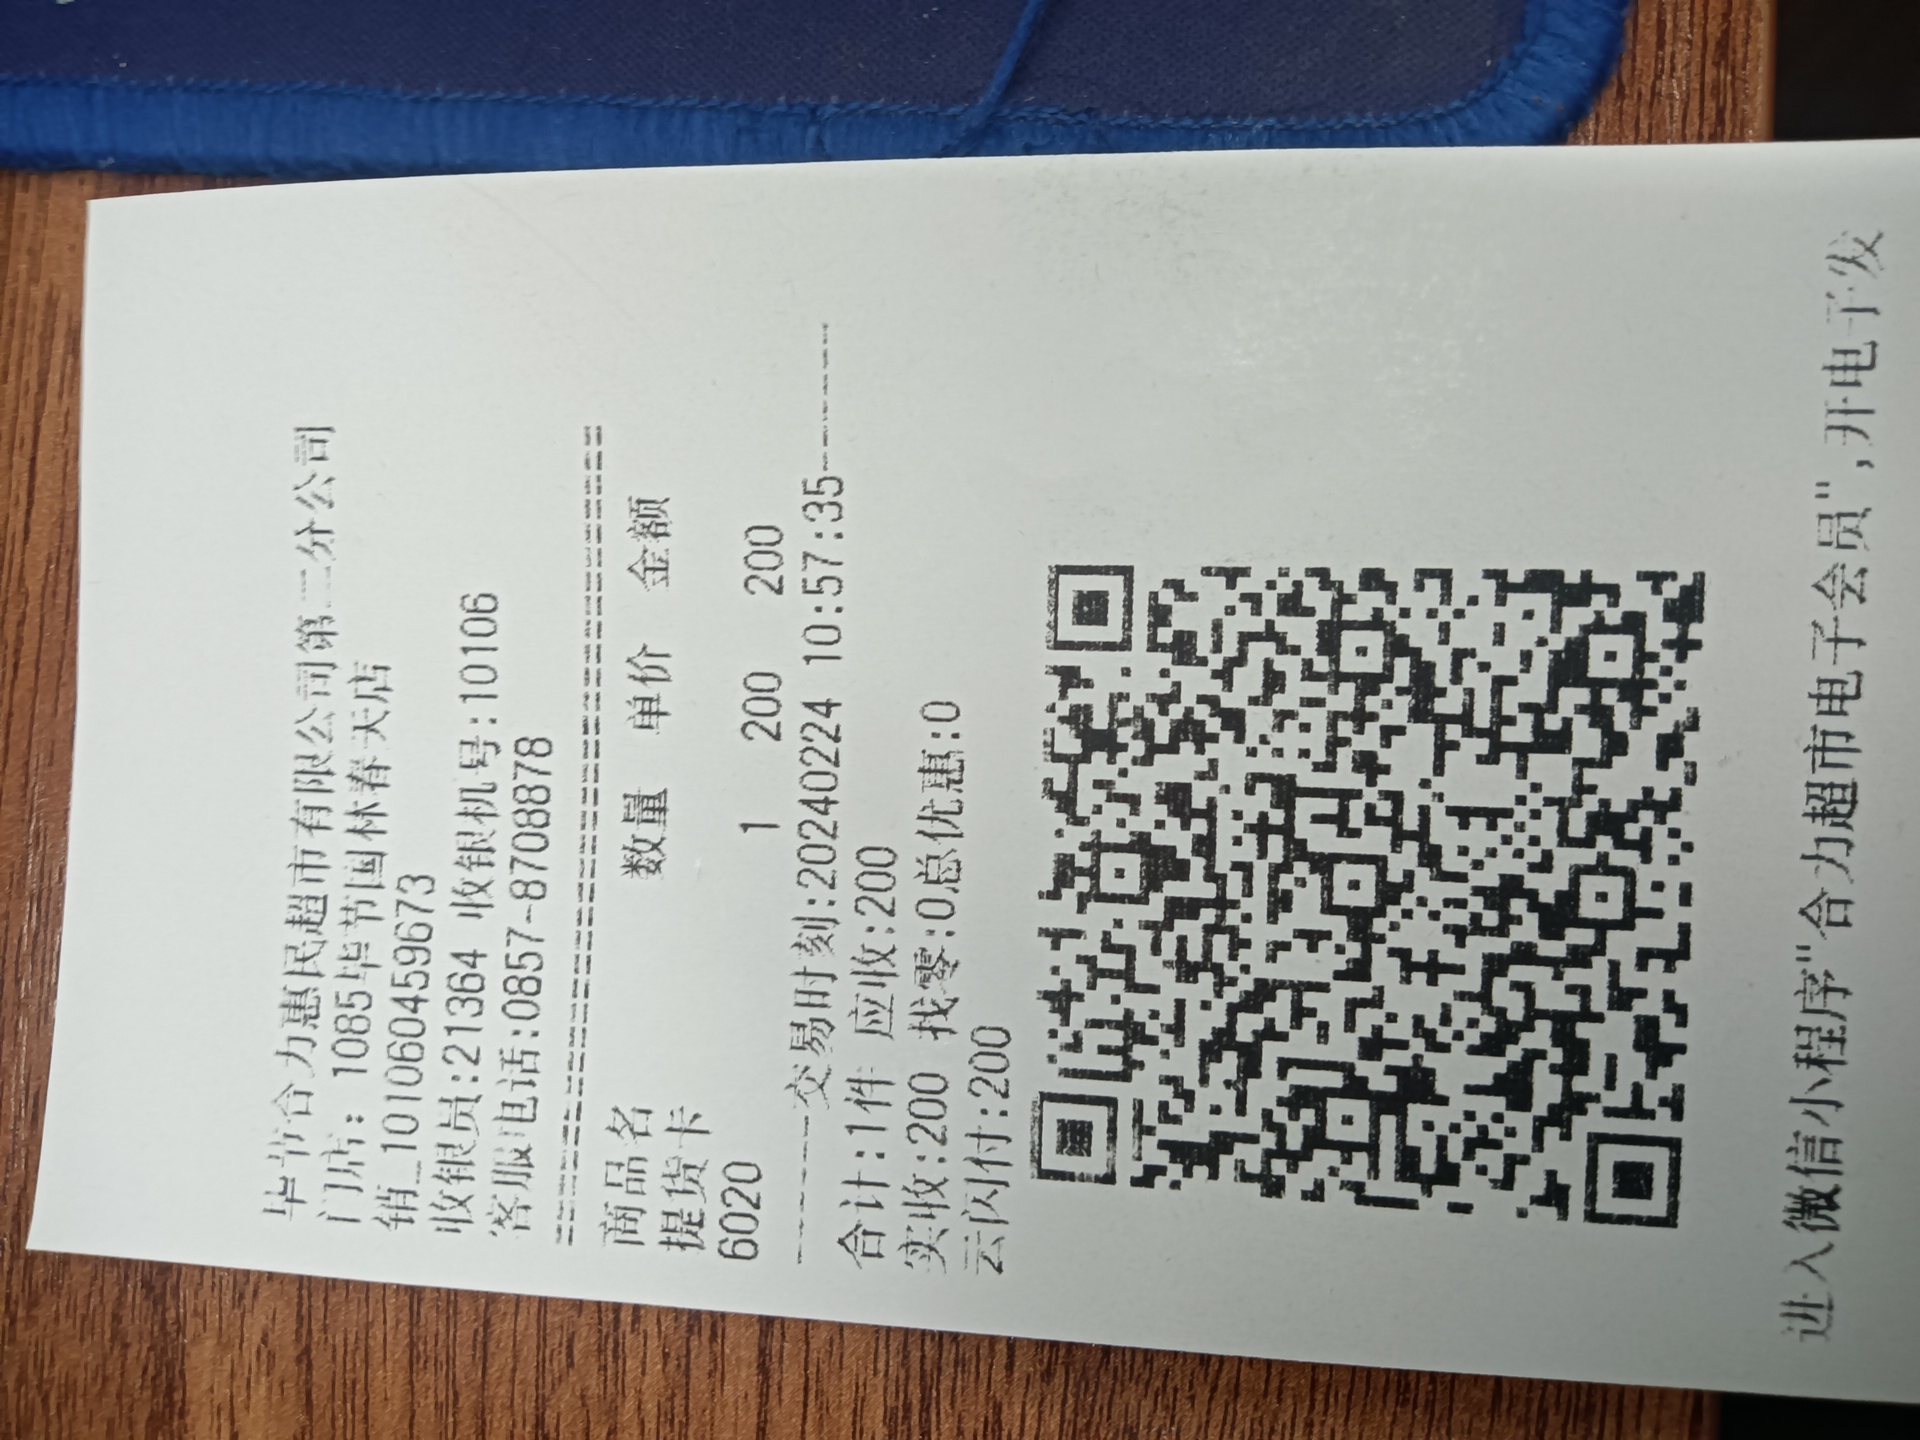 毕节合力惠民超市有限公司第二分公司
门店: 1085毕节国林春天店
销_10106045​9673
收银员:21364 收银机号:10106
客服电话:0857-8708878
================================
商品名 数量 单价 金额
提货卡
6020 1 200 200
------交易时刻:20240224 10:57:35------
合计:1件 应收:200
实收:200 找零:0总优惠:0
云闪付:200
进入微信小程序"合力超市电子会员",开电子发